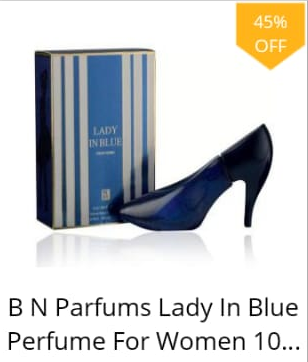 45%
OFF
LADY
IN BLUE
B N Parfums Lady In Blue
Perfume For Women 10...